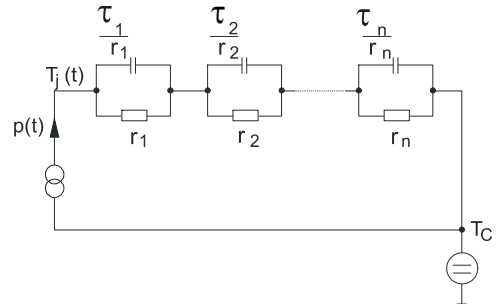 τ1 τ2 τn
r1 r2 rn
Tj(t)
r1 r2 rn
p(t)
TC